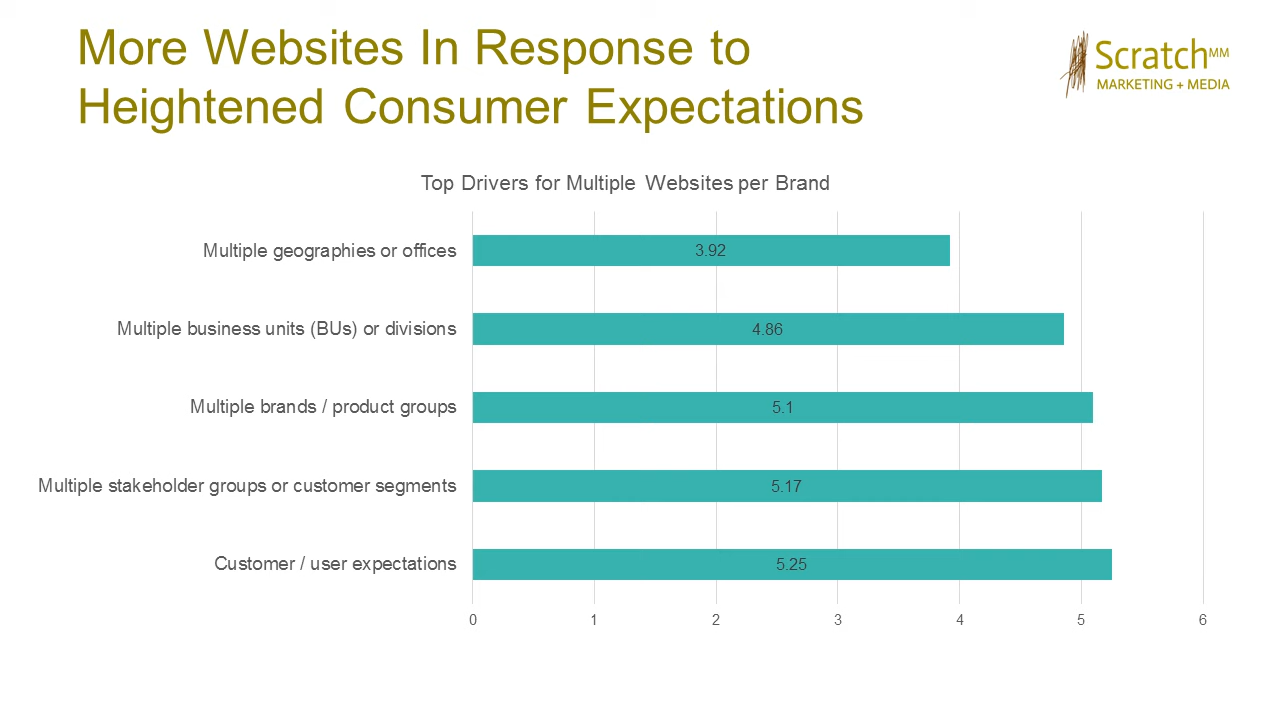 More Websites In Response to
Heightened Consumer Expectations
Scratch MM
MARKETING + MEDIA
Top Drivers for Multiple Websites per Brand
Multiple geographies or offices 3.92
Multiple business units (BUs) or divisions 4.86
Multiple brands / product groups 5.1
Multiple stakeholder groups or customer segments 5.17
Customer / user expectations 5.25
0 1 2 3 4 5 6